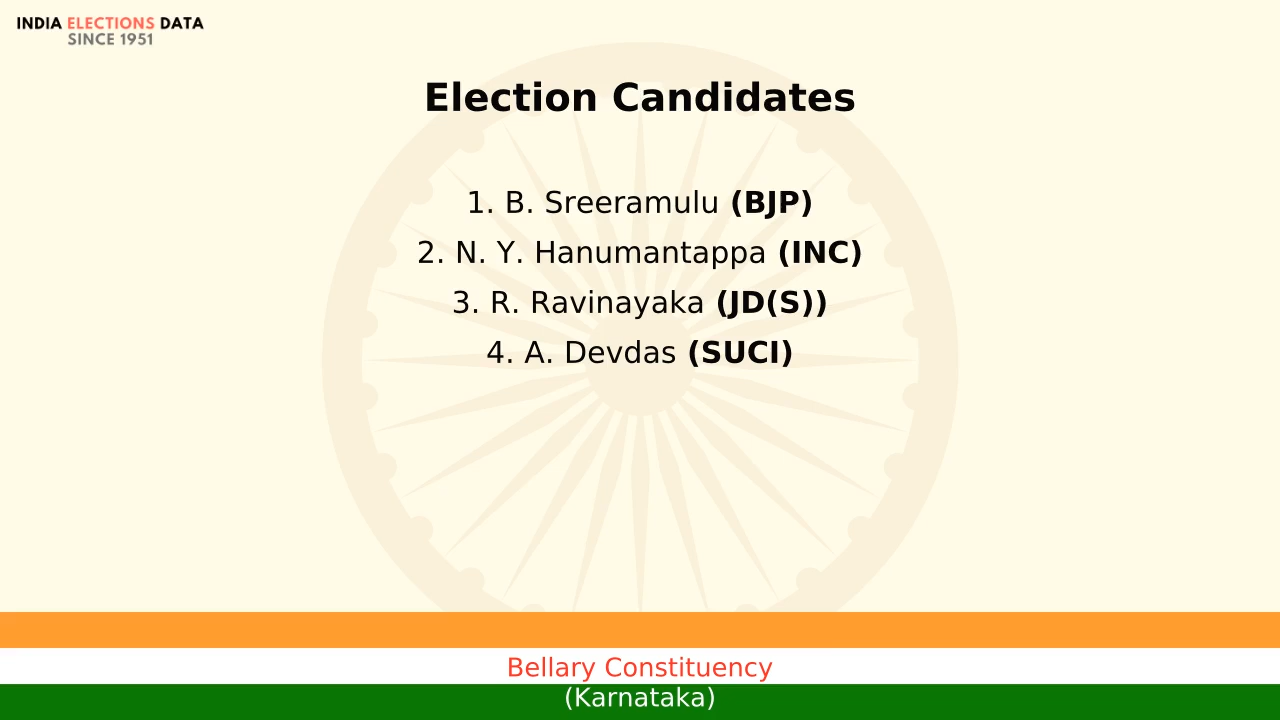 INDIA ELECTIONS DATA
SINCE 1951
Election Candidates
1. B. Sreeramulu (BJP)
2. N. Y. Hanumantappa (INC)
3. R. Ravinayaka (JD(S))
4. A. Devdas (SUCI)
Bellary Constituency
(Karnataka)